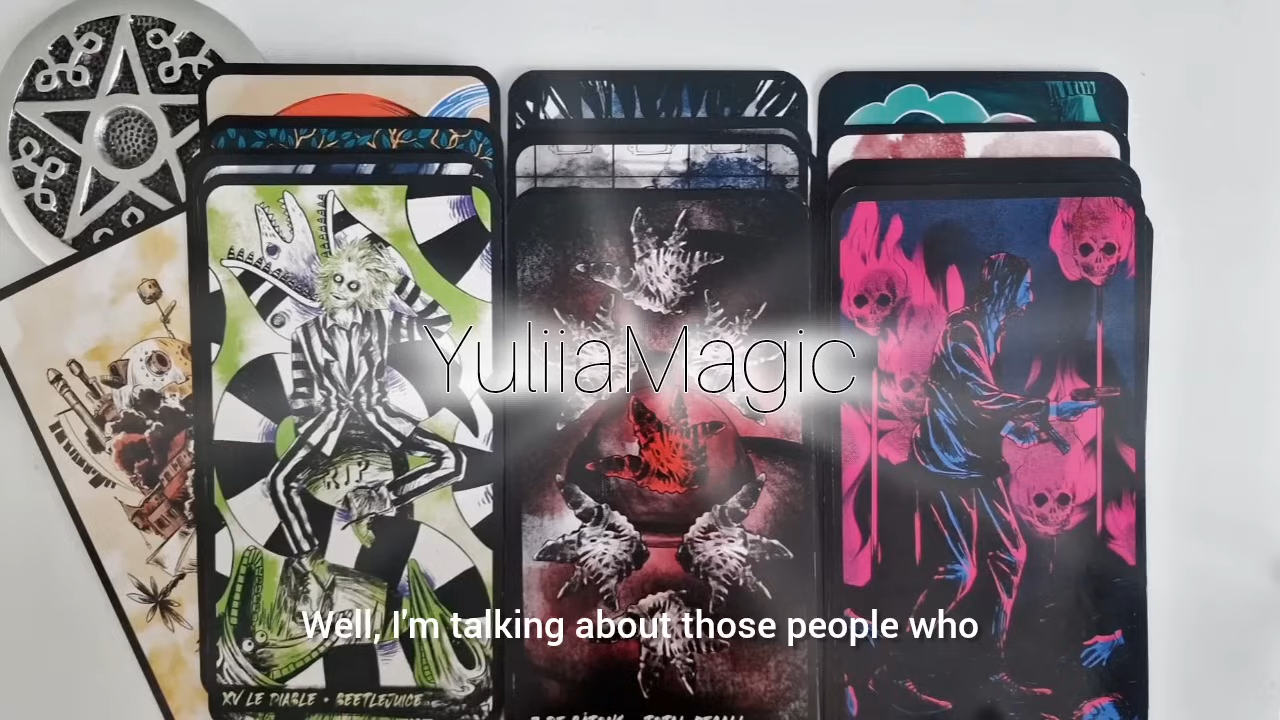 YuliiaMagic
R.I.P
Well, I'm talking about those people who
XV LE DIABLE • BEETLEJUICE